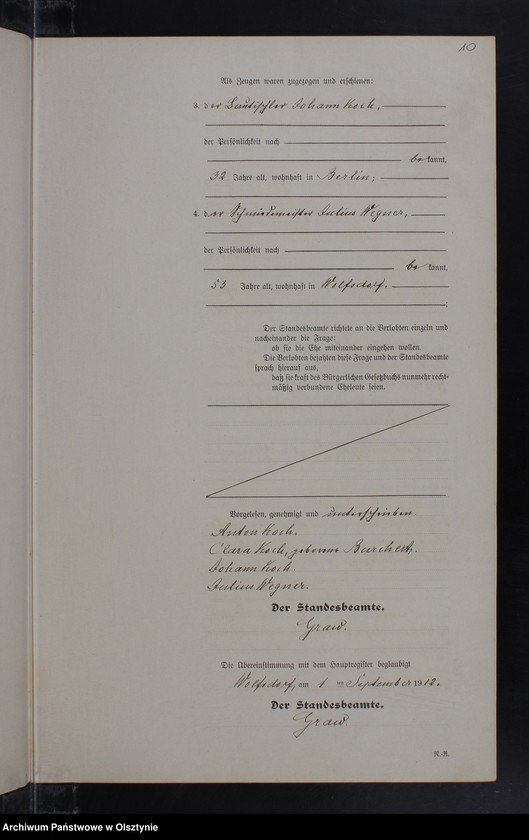 10
Als Zeugen waren zugezogen und erschienen:
3. der Bautischler Johann Koch,
der Persönlichkeit nach
bekannt,
32 Jahre alt, wohnhaft in Berlin;
4. der Schmiedemeister Julius Wegner,
der Persönlichkeit nach
bekannt,
53 Jahre alt, wohnhaft in Wolfsdorf.
;
Der Standesbeamte richtete an die Verlobten einzeln und
nacheinander die Frage:
ob sie die Ehe miteinander eingehen wollen.
Die Verlobten bejahten diese Frage und der Standesbeamte
sprach hierauf aus,
daß sie kraft des Bürgerlichen Gesetzbuchs nunmehr recht-
mäßig verbundene Eheleute seien.
Vorgelesen, genehmigt und unterschrieben.
Anton Koch.
Clara Koch, geborene Burchert.
Johann Koch.
Julius Wegner.
Der Standesbeamte.
Graw.
Die Übereinstimmung mit dem Hauptregister beglaubigt
Wolfsdorf, am 1 ten September 1912.
Der Standesbeamte.
Graw.
Archiwum Państwowe w Olsztynie